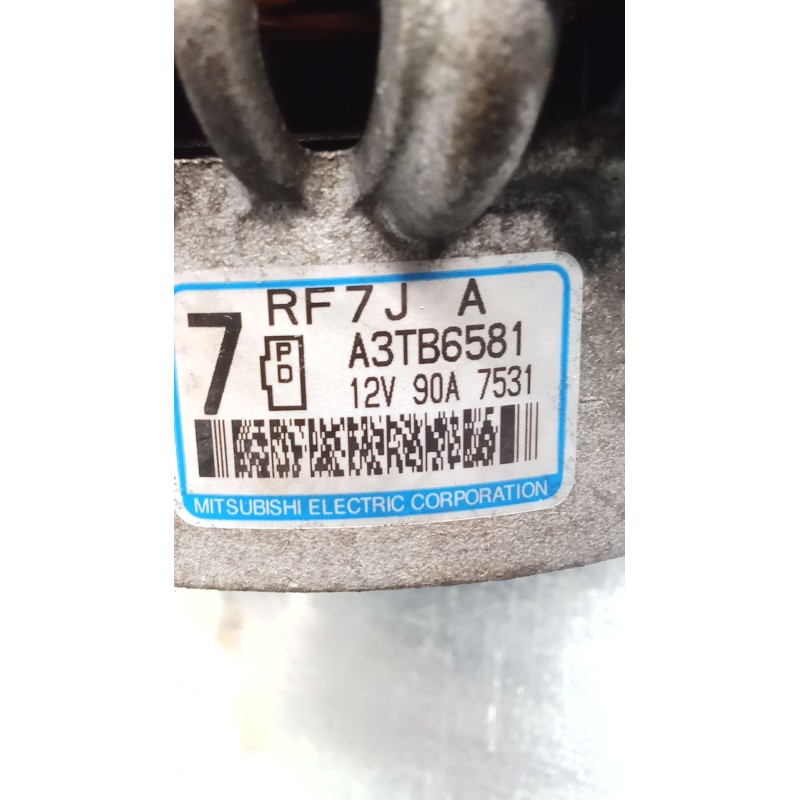 RF7J A
7
P
D
A3TB6581
12V 90A 7531
MITSUBISHI ELECTRIC CORPORATION